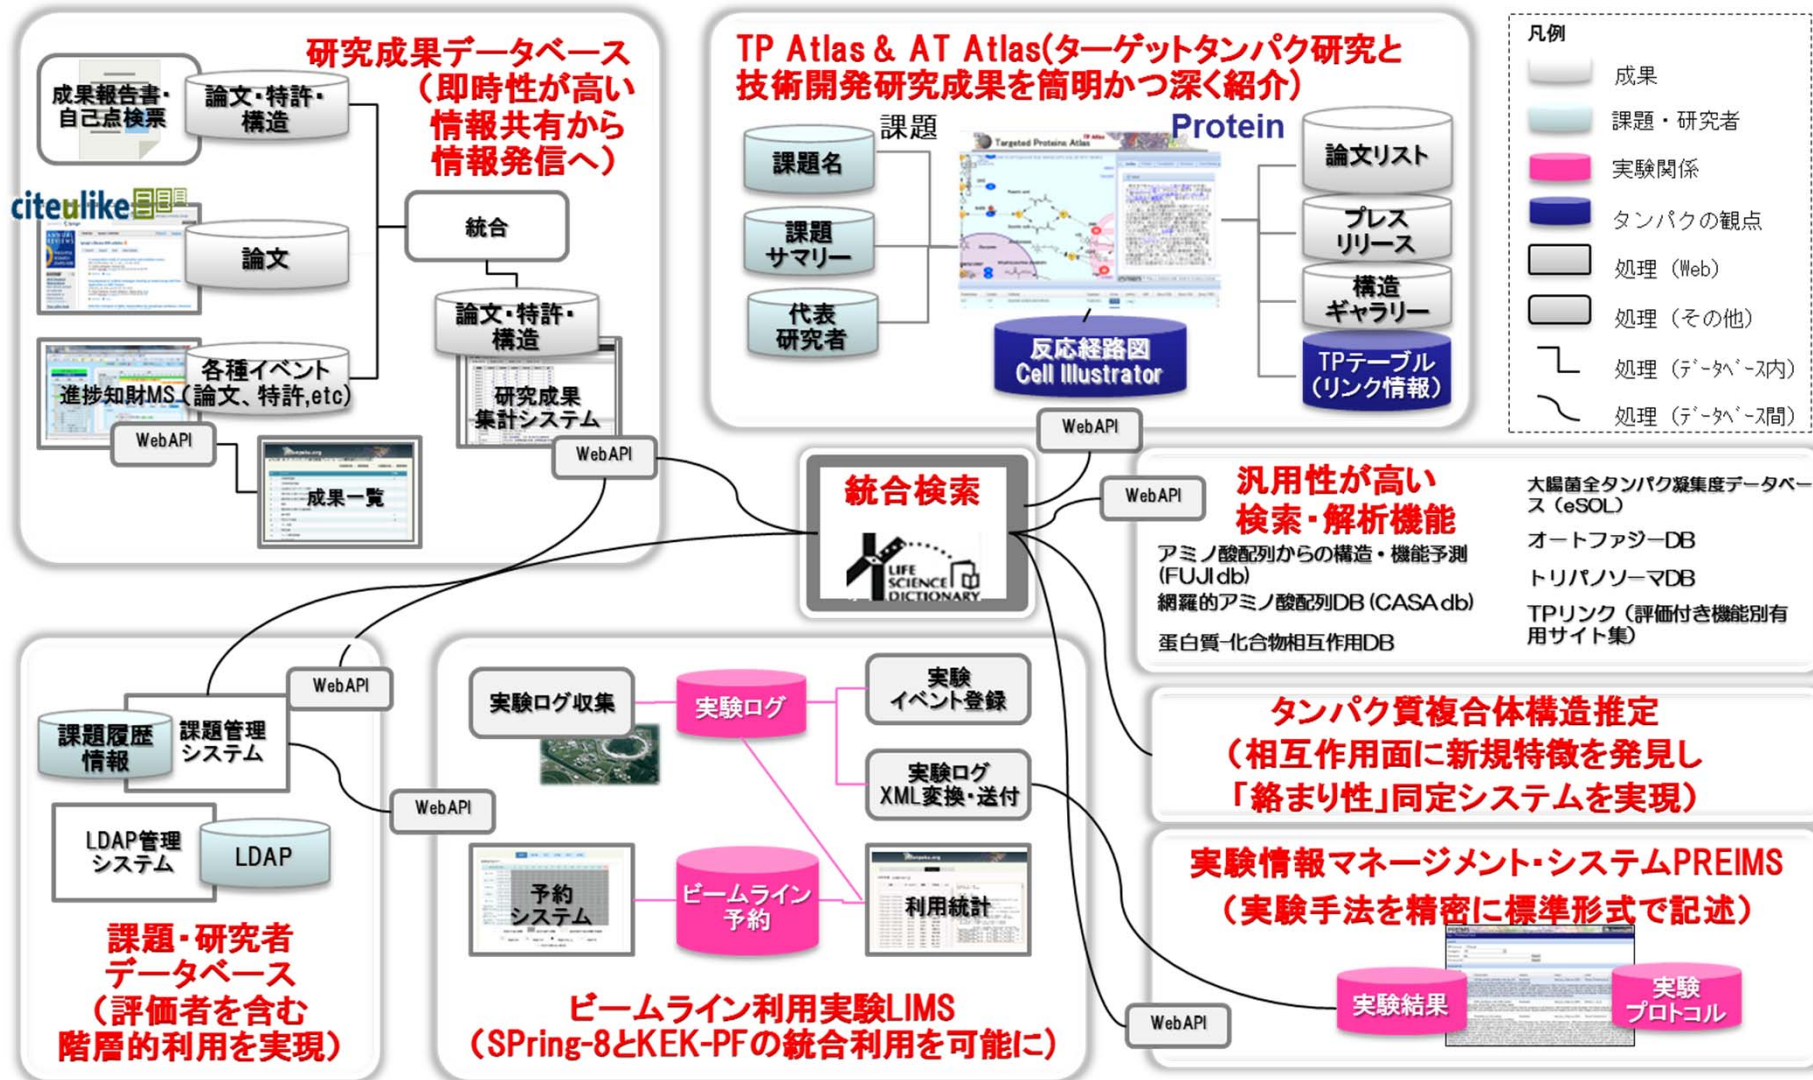 研究成果データベース
（即時性が高い
情報共有から
情報発信へ）
成果報告書・
自己点検票
論文・特許・
構造
citeulike
論文
統合
論文・特許・
構造
各種イベント
進捗知財MS（論文、特許,etc）
研究成果
集計システム
WebAPI
WebAPI
成果一覧
TP Atlas & AT Atlas(ターゲットタンパク研究と
技術開発研究成果を簡明かつ深く紹介)
課題
Protein
課題名
課題
サマリー
代表
研究者
Targeted Proteins Atlas
論文リスト
プレス
リリース
構造
ギャラリー
反応経路図
Cell Illustrator
TPテーブル
（リンク情報）
WebAPI
凡例
成果
課題・研究者
実験関係
タンパクの観点
処理（Web）
処理（その他）
処理（ﾃﾞｰﾀﾍﾞｰｽ内）
処理（ﾃﾞｰﾀﾍﾞｰｽ間）
統合検索
LIFE
SCIENCE
DICTIONARY
WebAPI
汎用性が高い
検索・解析機能
アミノ酸配列からの構造・機能予測
(FUJI db)
網羅的アミノ酸配列DB (CASA db)
蛋白質-化合物相互作用DB
大腸菌全タンパク凝集度データベー
ス（eSOL）
オートファジーDB
トリパノソーマDB
TPリンク（評価付き機能別有
用サイト集）
WebAPI
課題履歴
情報
課題管理
システム
WebAPI
LDAP管理
システム
LDAP
課題・研究者
データベース
（評価者を含む
階層的利用を実現）
実験ログ収集
実験ログ
実験
イベント登録
実験ログ
XML変換・送付
予約
システム
ビームライン
予約
利用統計
ビームライン利用実験LIMS
（SPring-8とKEK-PFの統合利用を可能に）
タンパク質複合体構造推定
（相互作用面に新規特徴を発見し
「絡まり性」同定システムを実現）
実験情報マネージメント・システムPREIMS
（実験手法を精密に標準形式で記述）
PREIMS
WebAPI
実験結果
実験
プロトコル